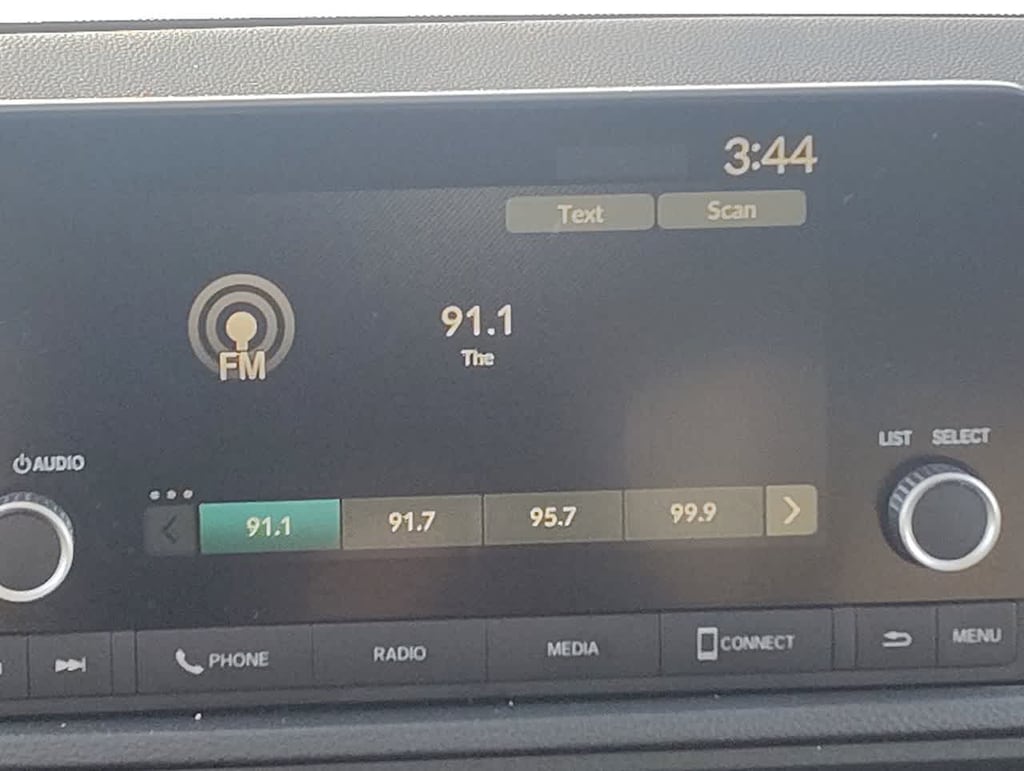 3:44
Text Scan
91.1
The
FM
LIST SELECT
AUDIO
91.1 91.7 95.7 99.9
PHONE RADIO MEDIA CONNECT MENU